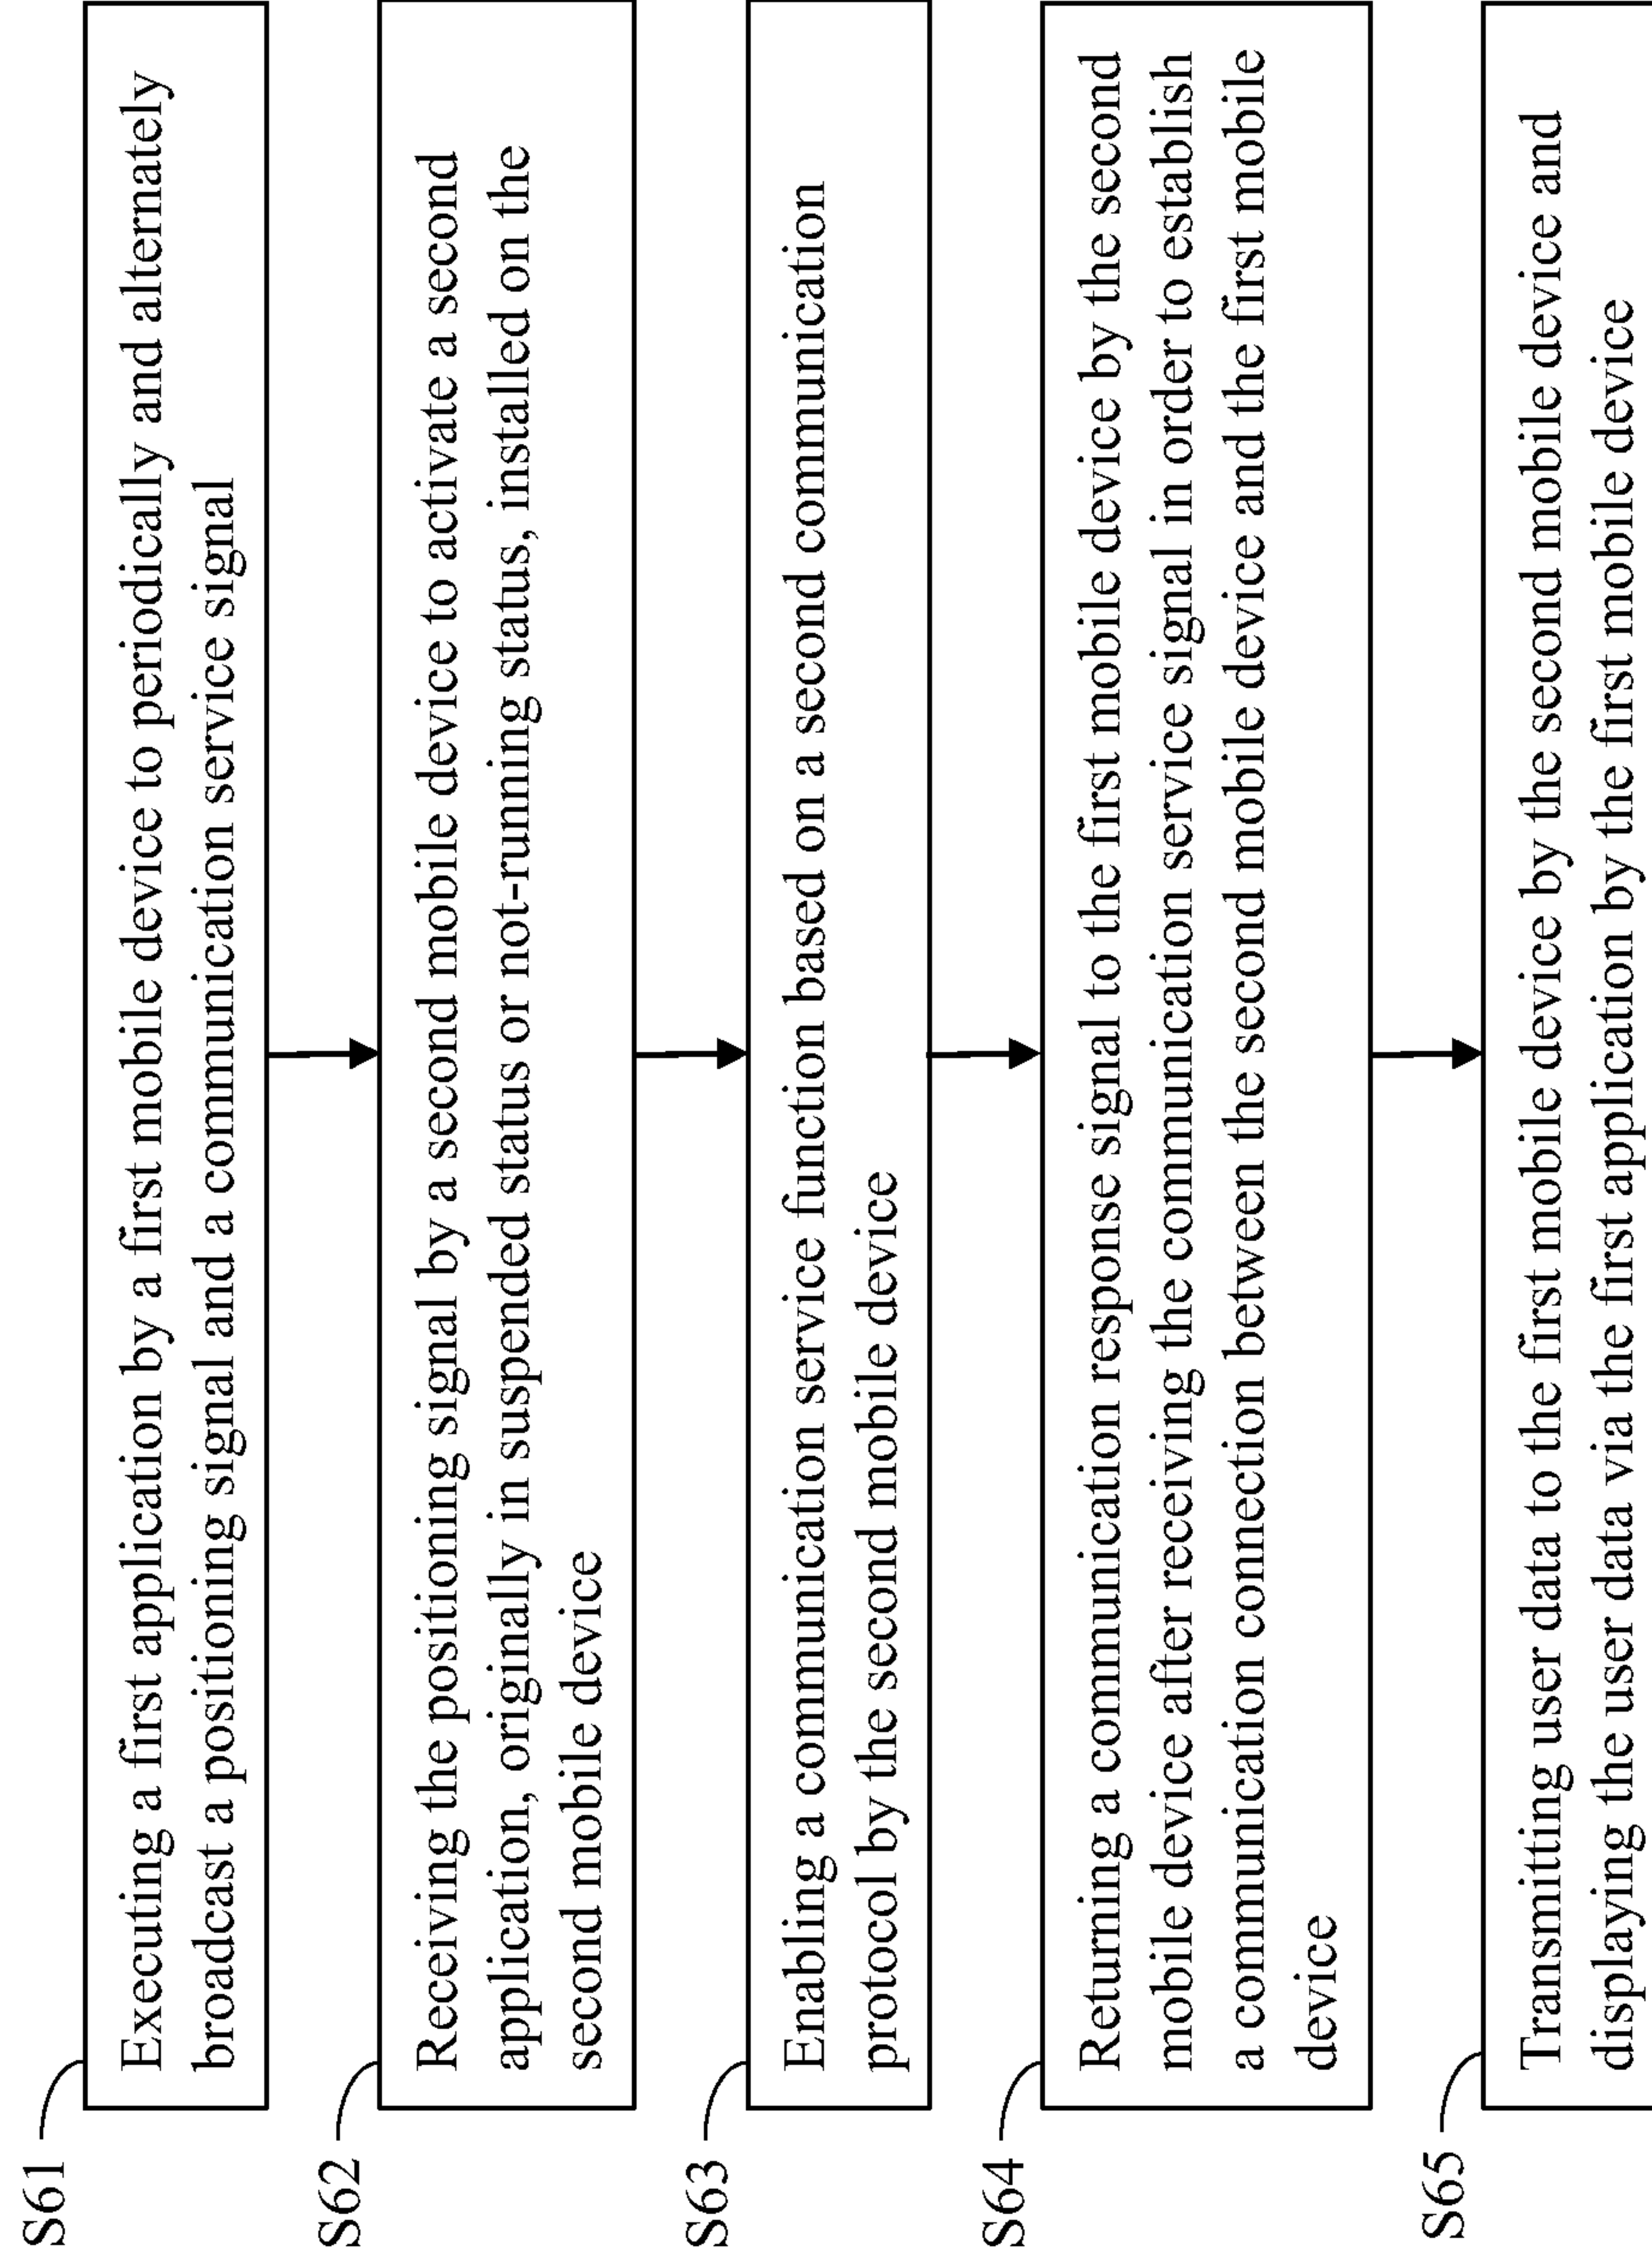 S61
Executing a first application by a first mobile device to periodically and alternately
broadcast a positioning signal and a communication service signal
S62
Receiving the positioning signal by a second mobile device to activate a second
application, originally in suspended status or not-running status, installed on the
second mobile device
S63
Enabling a communication service function based on a second communication
protocol by the second mobile device
S64
Returning a communication response signal to the first mobile device by the second
mobile device after receiving the communication service signal in order to establish
a communication connection between the second mobile device and the first mobile
device
S65
Transmitting user data to the first mobile device by the second mobile device and
displaying the user data via the first application by the first mobile device